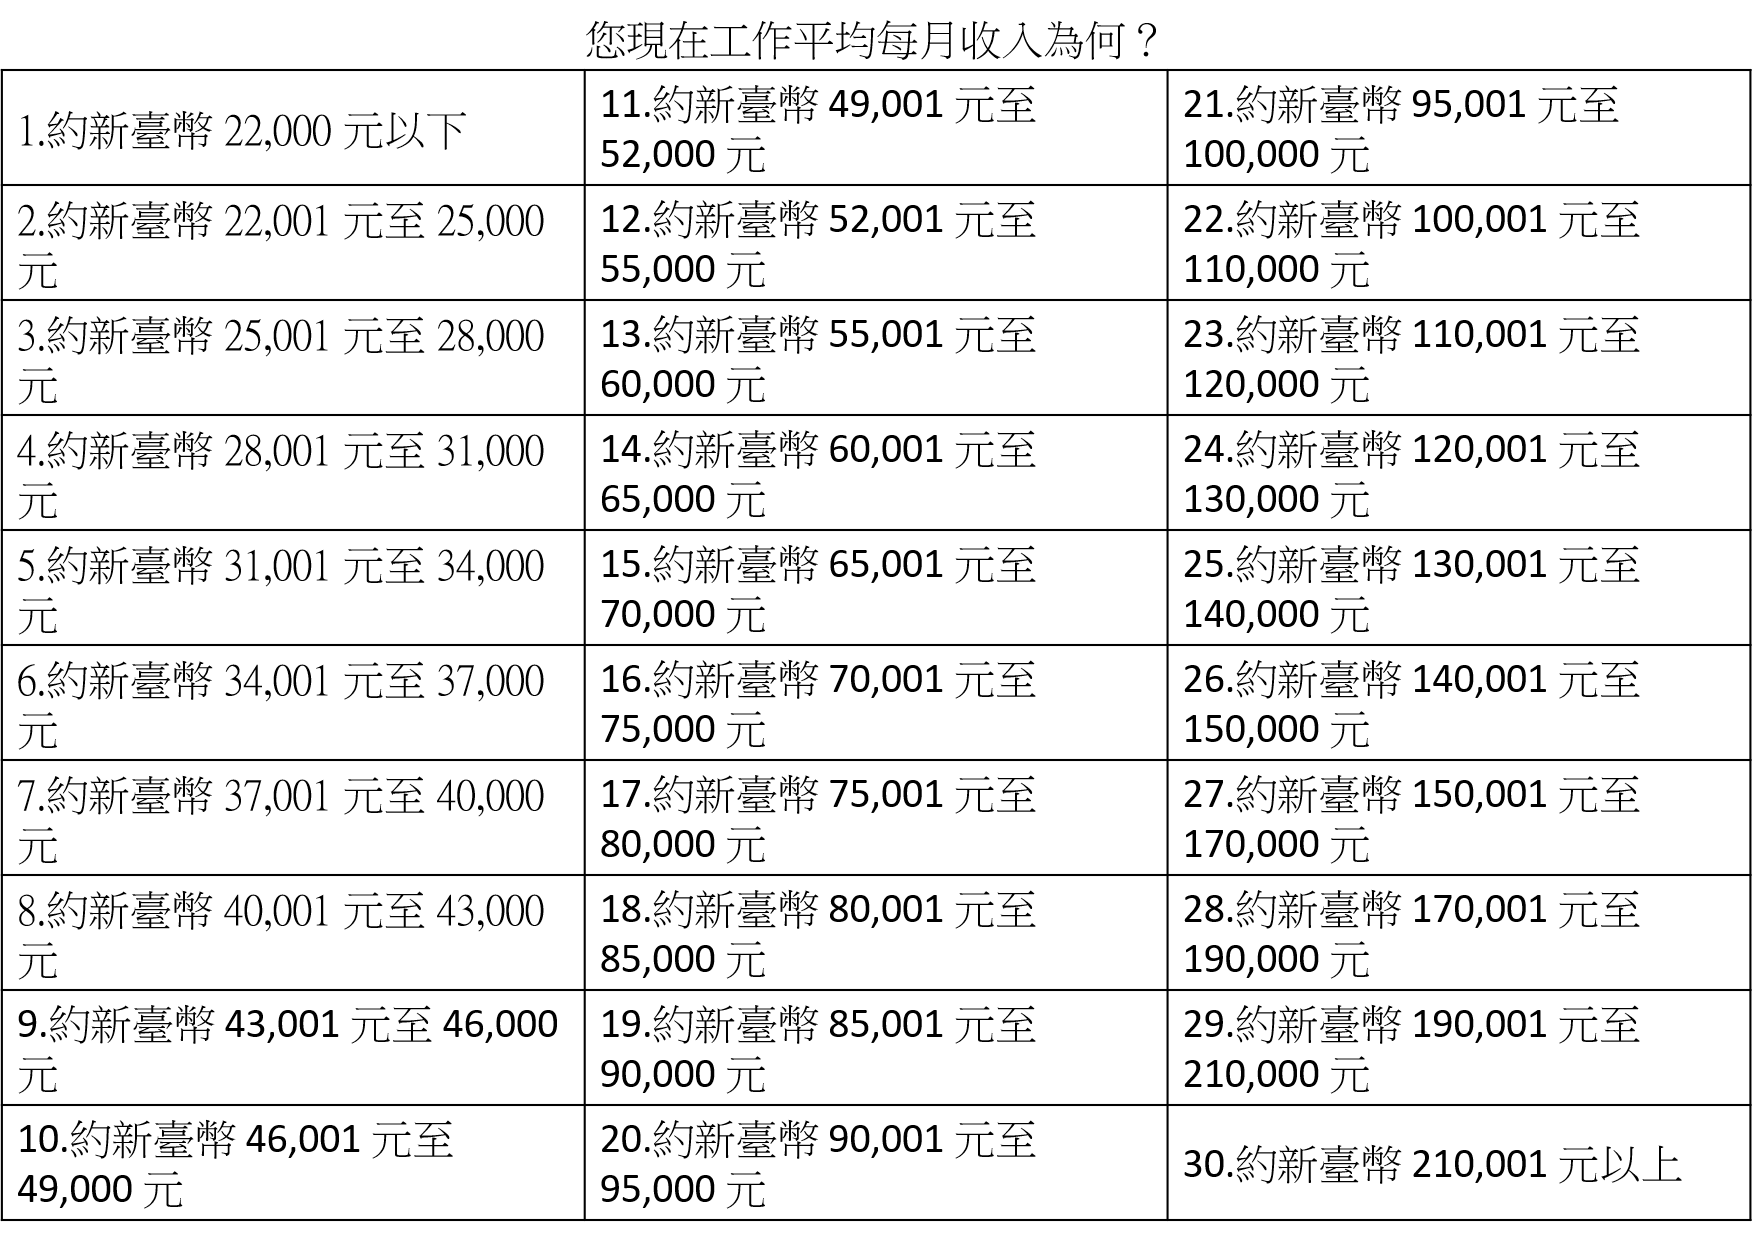 您現在工作平均每月收入為何？
1.約新臺幣 22,000 元以下
2.約新臺幣 22,001 元至 25,000
元
3.約新臺幣 25,001 元至 28,000
元
4.約新臺幣 28,001 元至 31,000
元
5.約新臺幣 31,001 元至 34,000
元
6.約新臺幣 34,001 元至 37,000
元
7.約新臺幣 37,001 元至 40,000
元
8.約新臺幣 40,001 元至 43,000
元
9.約新臺幣 43,001 元至 46,000
元
10.約新臺幣 46,001 元至
49,000 元
11.約新臺幣 49,001 元至
52,000 元
12.約新臺幣 52,001 元至
55,000 元
13.約新臺幣 55,001 元至
60,000 元
14.約新臺幣 60,001 元至
65,000 元
15.約新臺幣 65,001 元至
70,000 元
16.約新臺幣 70,001 元至
75,000 元
17.約新臺幣 75,001 元至
80,000 元
18.約新臺幣 80,001 元至
85,000 元
19.約新臺幣 85,001 元至
90,000 元
20.約新臺幣 90,001 元至
95,000 元
21.約新臺幣 95,001 元至
100,000 元
22.約新臺幣 100,001 元至
110,000 元
23.約新臺幣 110,001 元至
120,000 元
24.約新臺幣 120,001 元至
130,000 元
25.約新臺幣 130,001 元至
140,000 元
26.約新臺幣 140,001 元至
150,000 元
27.約新臺幣 150,001 元至
170,000 元
28.約新臺幣 170,001 元至
190,000 元
29.約新臺幣 190,001 元至
210,000 元
30.約新臺幣 210,001 元以上